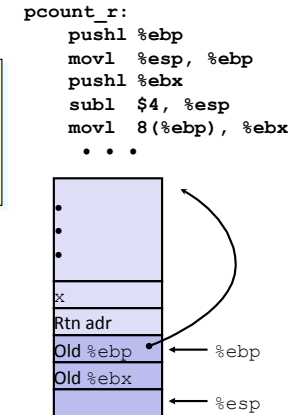 pcount_r:
pushl %ebp
movl %esp, %ebp
pushl %ebx
subl $4, %esp
movl 8(%ebp), %ebx
• • •
•
•
•
x
Rtn adr
Old %ebp
%ebp
Old %ebx
%esp